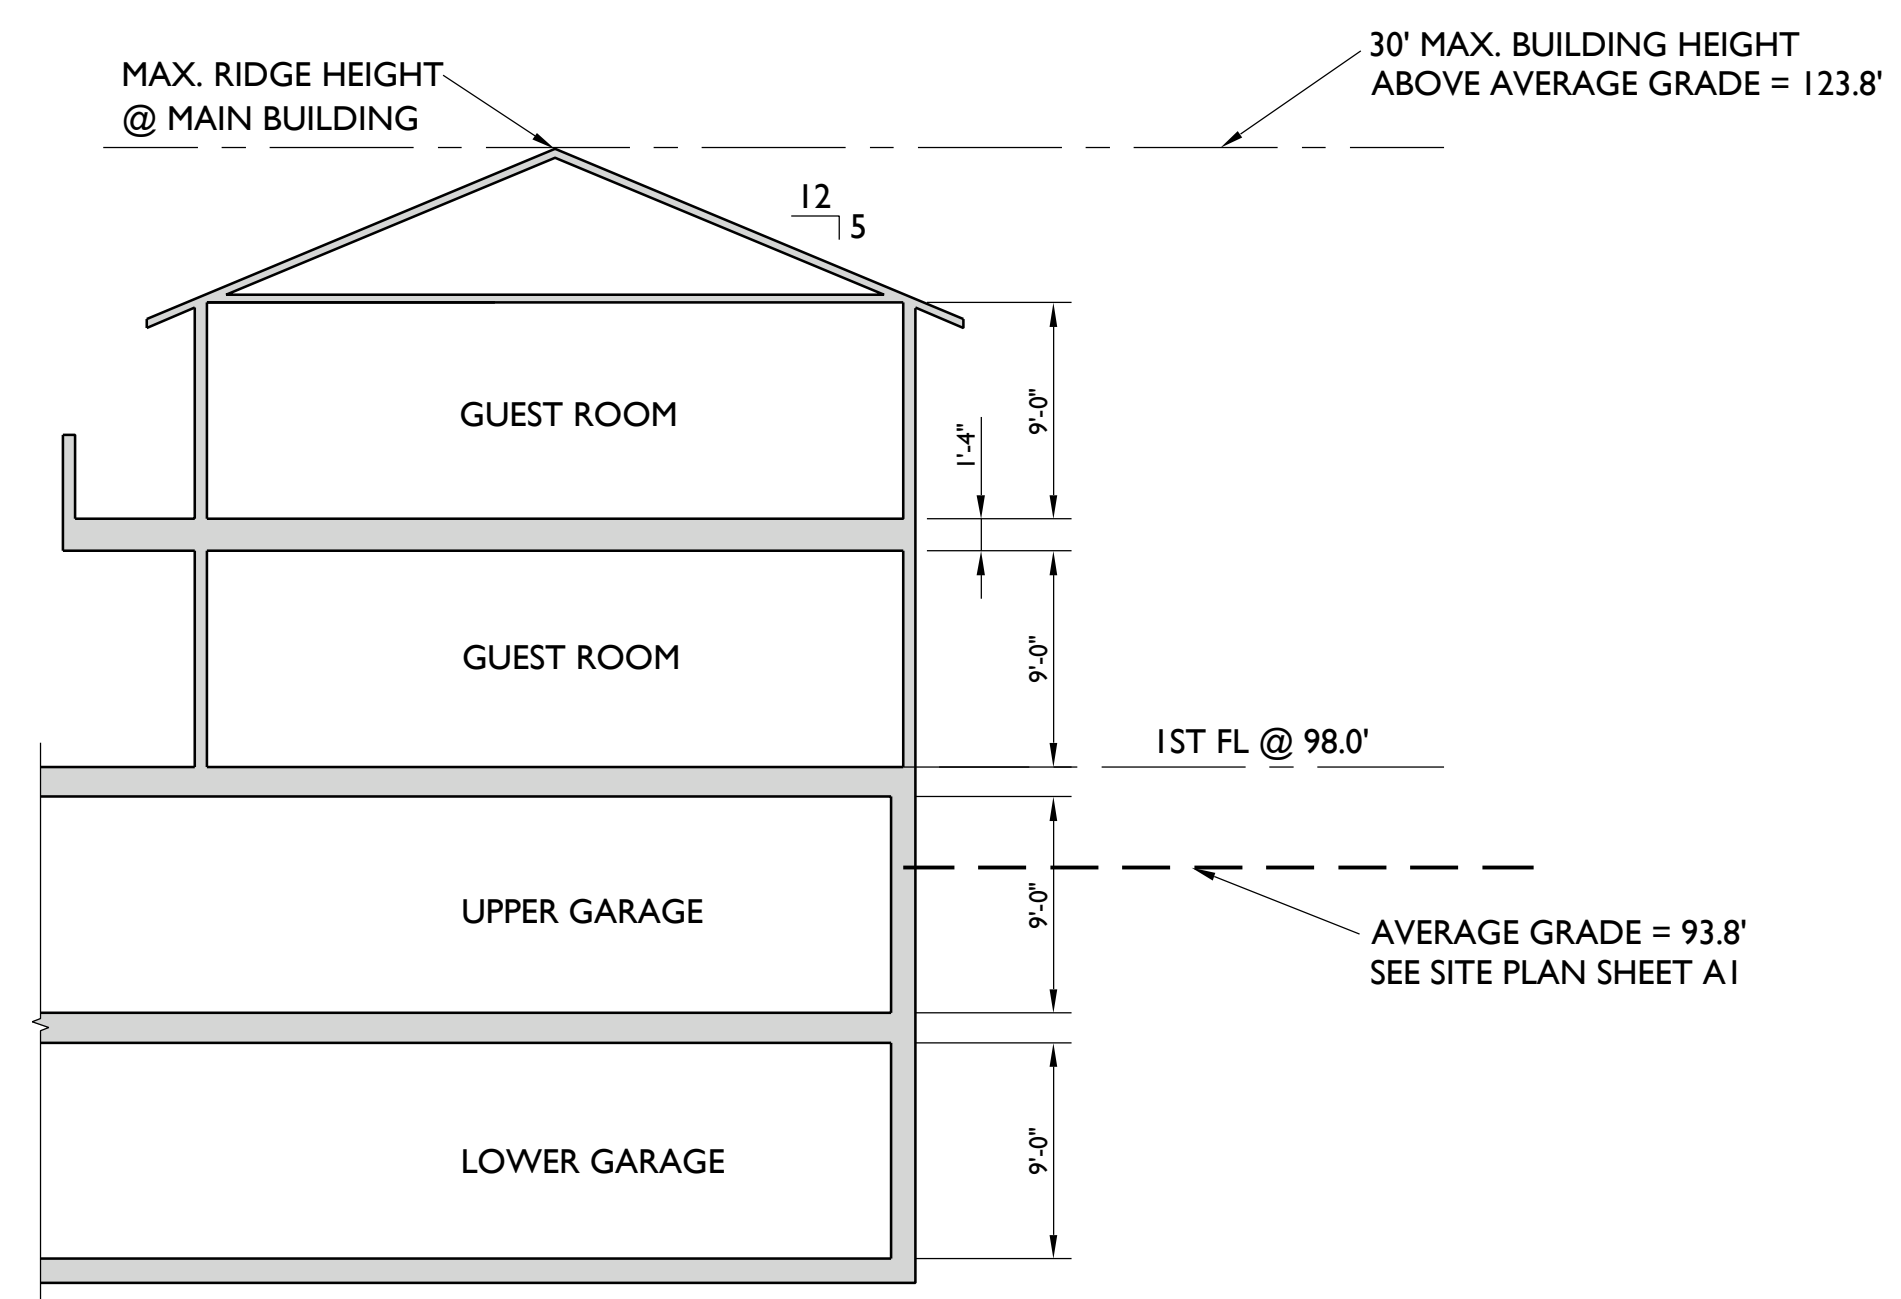 MAX. RIDGE HEIGHT
@ MAIN BUILDING
30' MAX. BUILDING HEIGHT
ABOVE AVERAGE GRADE = 123.8'
12
5
GUEST ROOM
9'-0"
1'-4"
GUEST ROOM
9'-0"
1ST FL @ 98.0'
UPPER GARAGE
9'-0"
AVERAGE GRADE = 93.8'
SEE SITE PLAN SHEET A1
LOWER GARAGE
9'-0"